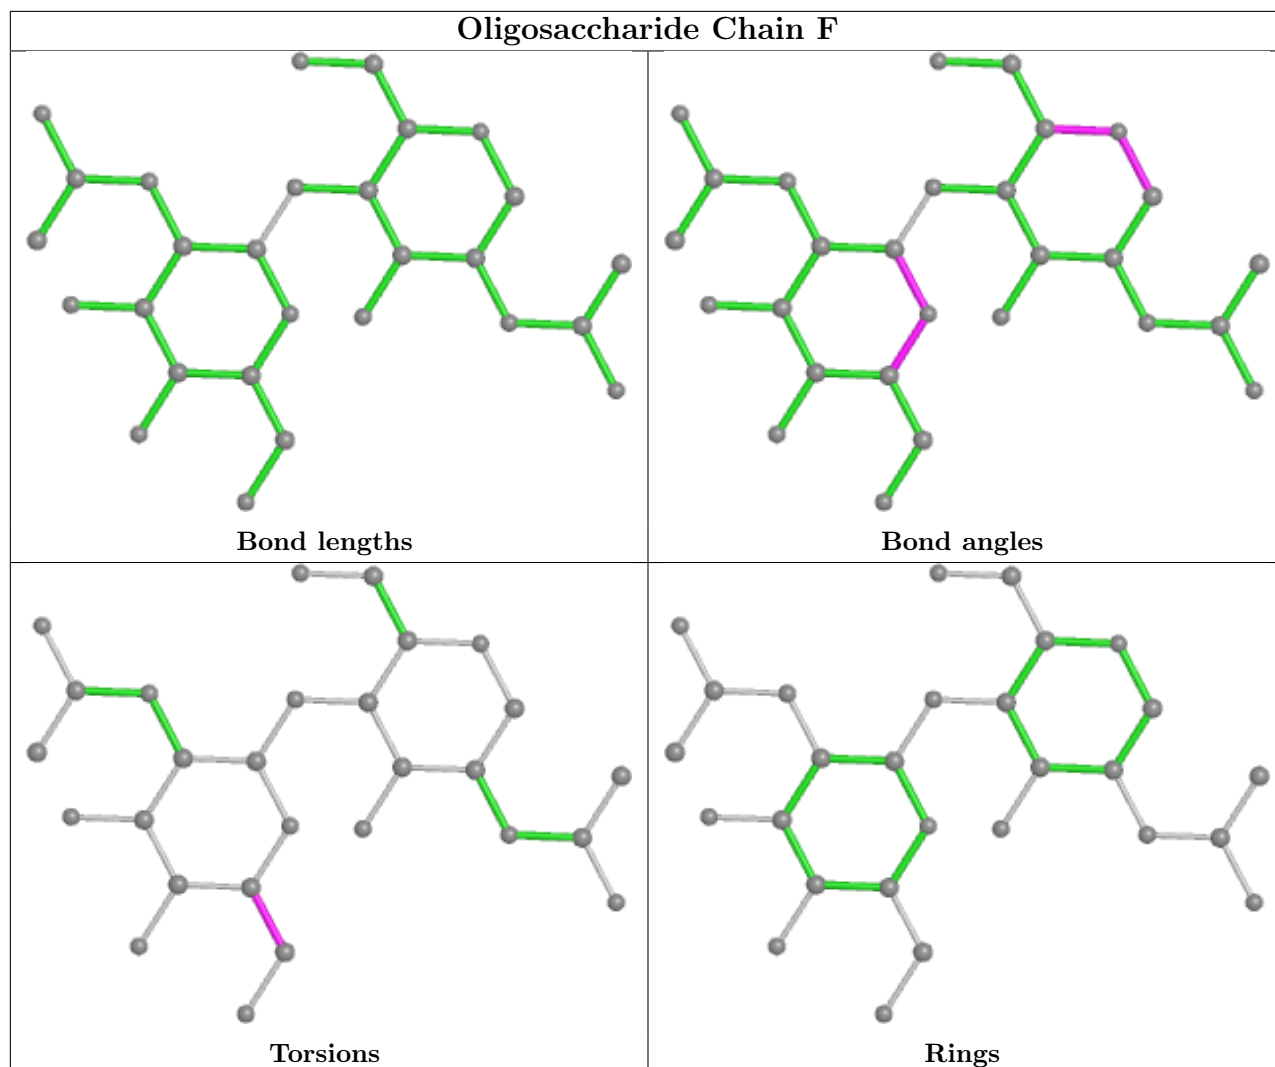 Oligosaccharide Chain F
Bond lengths
Bond angles
Torsions
Rings